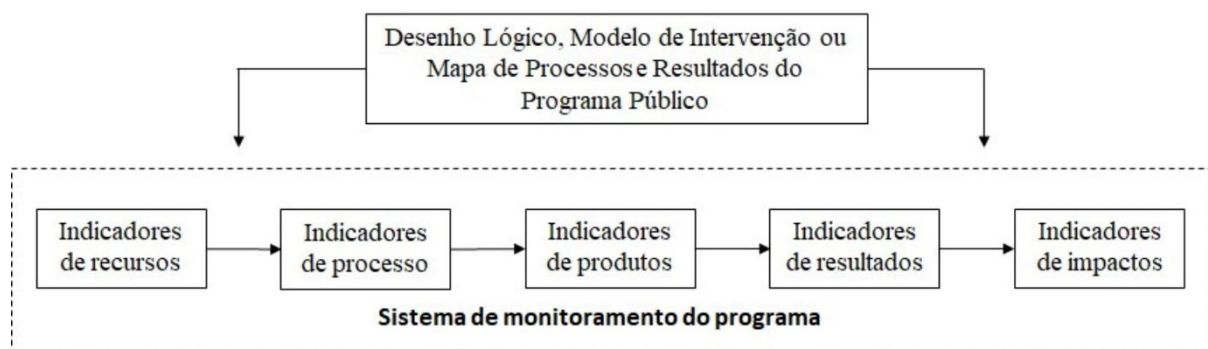 Desenho Lógico, Modelo de Intervenção ou
Mapa de Processos e Resultados do
Programa Público
Indicadores
de recursos
Indicadores
de processo
Indicadores
de produtos
Indicadores
de resultados
Indicadores
de impactos
Sistema de monitoramento do programa